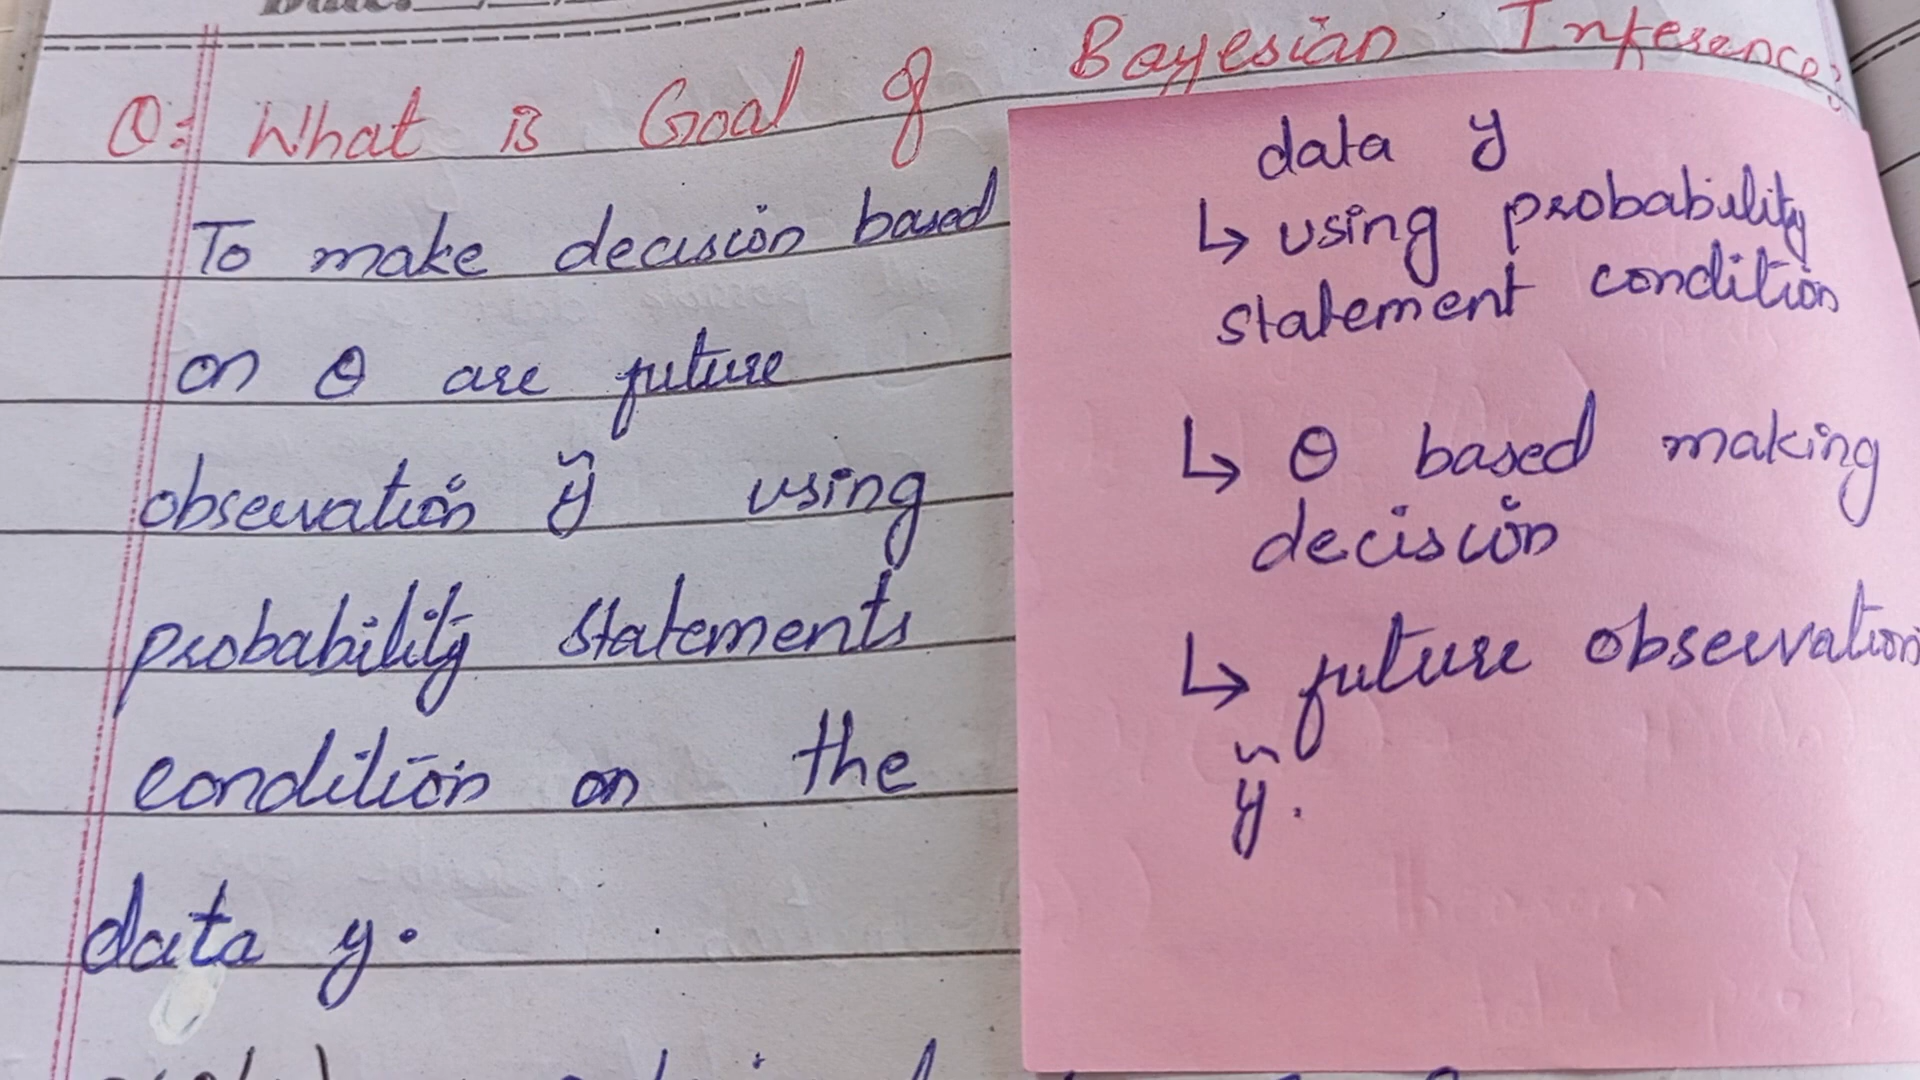 Date:
Q: What is Goal of Bayesian Inference?
To make decision based
on θ are future
observation ỹ using
probability statements
condition on the
data y.
data y
↳ using probability
statement condition
↳ θ based making
decision
↳ future observation
ỹ.